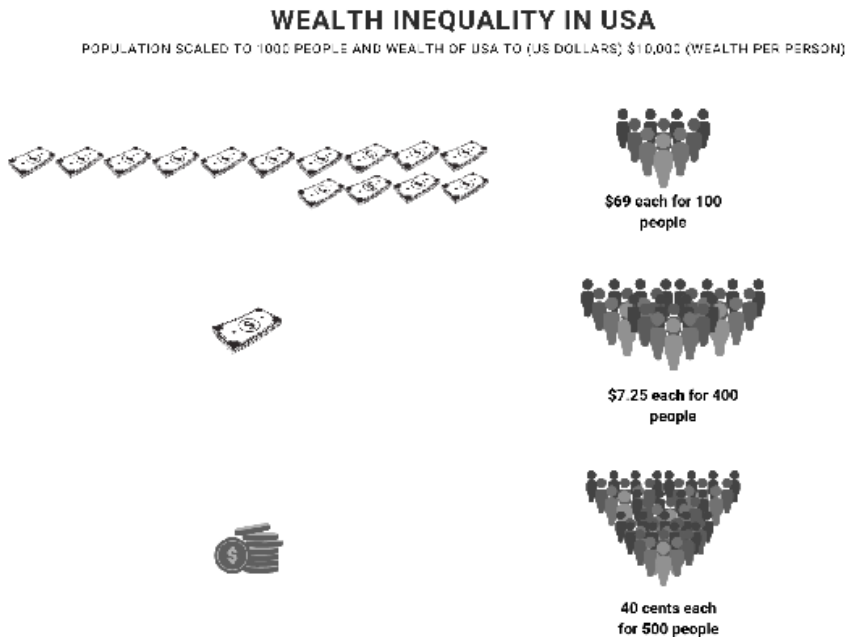 WEALTH INEQUALITY IN USA
POPULATION SCALED TO 1000 PEOPLE AND WEALTH OF USA TO (US DOLLARS) $10,000 (WEALTH PER PERSON)
$69 each for 100
people
$7.25 each for 400
people
40 cents each
for 500 people